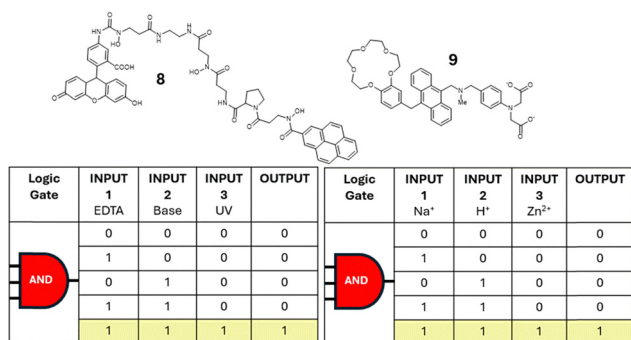 8
9
Logic Gate INPUT 1 EDTA INPUT 2 Base INPUT 3 UV OUTPUT
0 0 0 0
1 0 0 0
AND 0 1 0 0
1 1 0 0
1 1 1 1
Logic Gate INPUT 1 Na⁺ INPUT 2 H⁺ INPUT 3 Zn²⁺ OUTPUT
0 0 0 0
1 0 0 0
AND 0 1 0 0
1 1 0 0
1 1 1 1